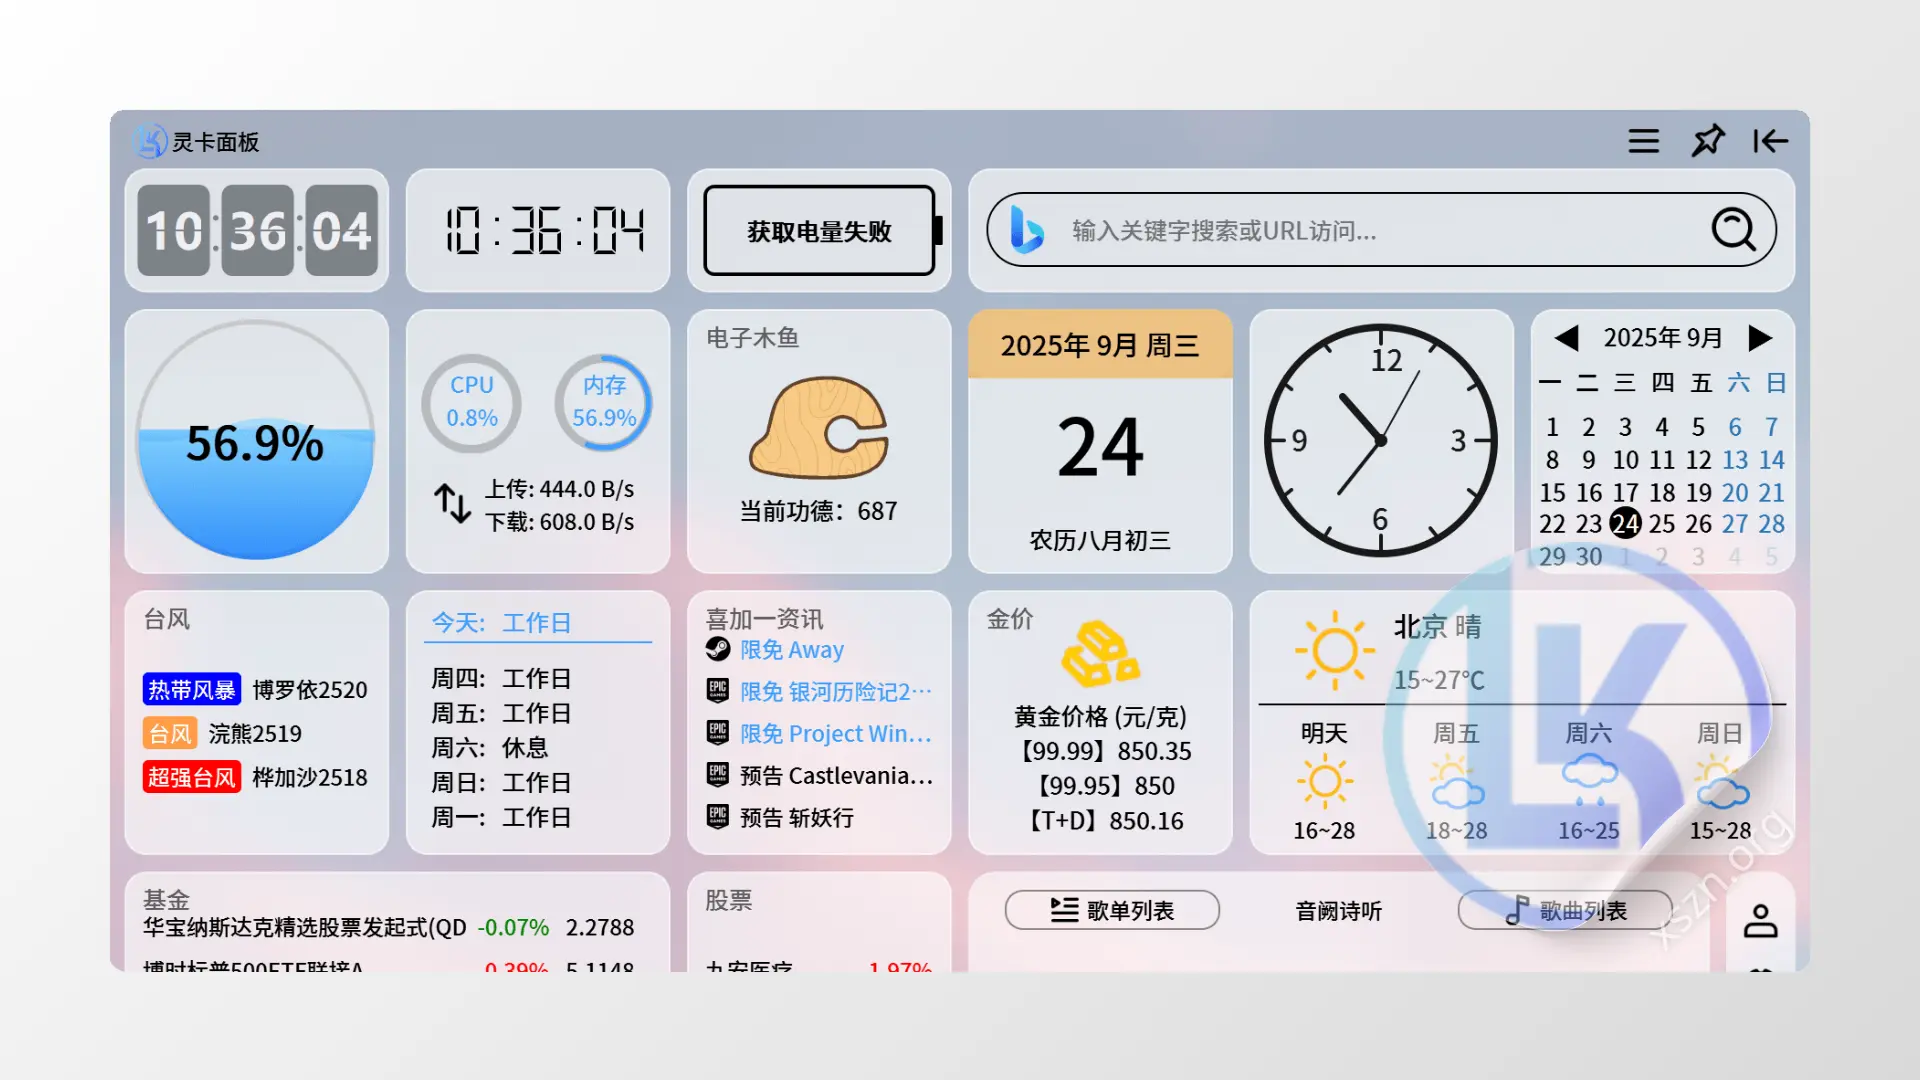 灵卡面板
10:36:04
10:36:04
获取电量失败
输入关键字搜索或URL访问...
56.9%
CPU
0.8%
内存
56.9%
上传: 444.0 B/s
下载: 608.0 B/s
电子木鱼
当前功德：687
2025年 9月 周三
24
农历八月初三
12
9
3
6
2025年 9月
一 二 三 四 五 六 日
1 2 3 4 5 6 7
8 9 10 11 12 13 14
15 16 17 18 19 20 21
22 23 24 25 26 27 28
29 30 1 2 3 4 5
台风
热带风暴 博罗依2520
台风 浣熊2519
超强台风 桦加沙2518
今天: 工作日
周四: 工作日
周五: 工作日
周六: 休息
周日: 工作日
周一: 工作日
喜加一资讯
限免 Away
EPIC GAMES 限免 银河历险记2…
EPIC GAMES 限免 Project Win…
EPIC GAMES 预告 Castlevania…
EPIC GAMES 预告 斩妖行
金价
黄金价格 (元/克)
【99.99】850.35
【99.95】850
【T+D】850.16
北京 晴
15~27℃
明天 周五 周六 周日
16~28 18~28 16~25 15~28
基金
华宝纳斯达克精选股票发起式(QD -0.07% 2.2788
博时标普500ETF联接A 0.39% 5.1148
股票
九安医疗 1.97%
歌单列表
音阙诗听
歌曲列表
xszn.org